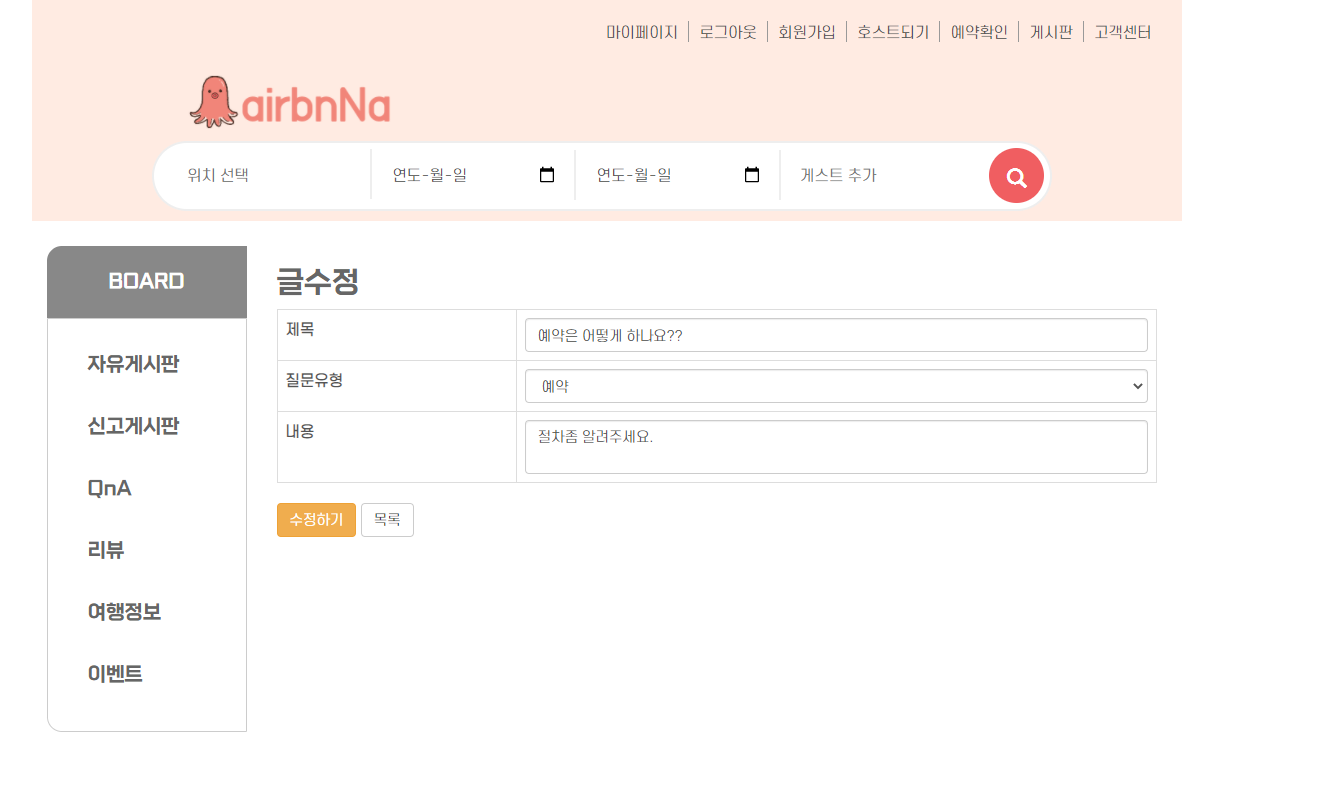 마이페이지 로그아웃 회원가입 호스트되기 예약확인 게시판 고객센터
airbnNa
위치 선택 연도-월-일 연도-월-일 게스트 추가
BOARD
자유게시판
신고게시판
QnA
리뷰
여행정보
이벤트
글수정
제목 예약은 어떻게 하나요??
질문유형 예약
내용 절차좀 알려주세요.
수정하기 목록